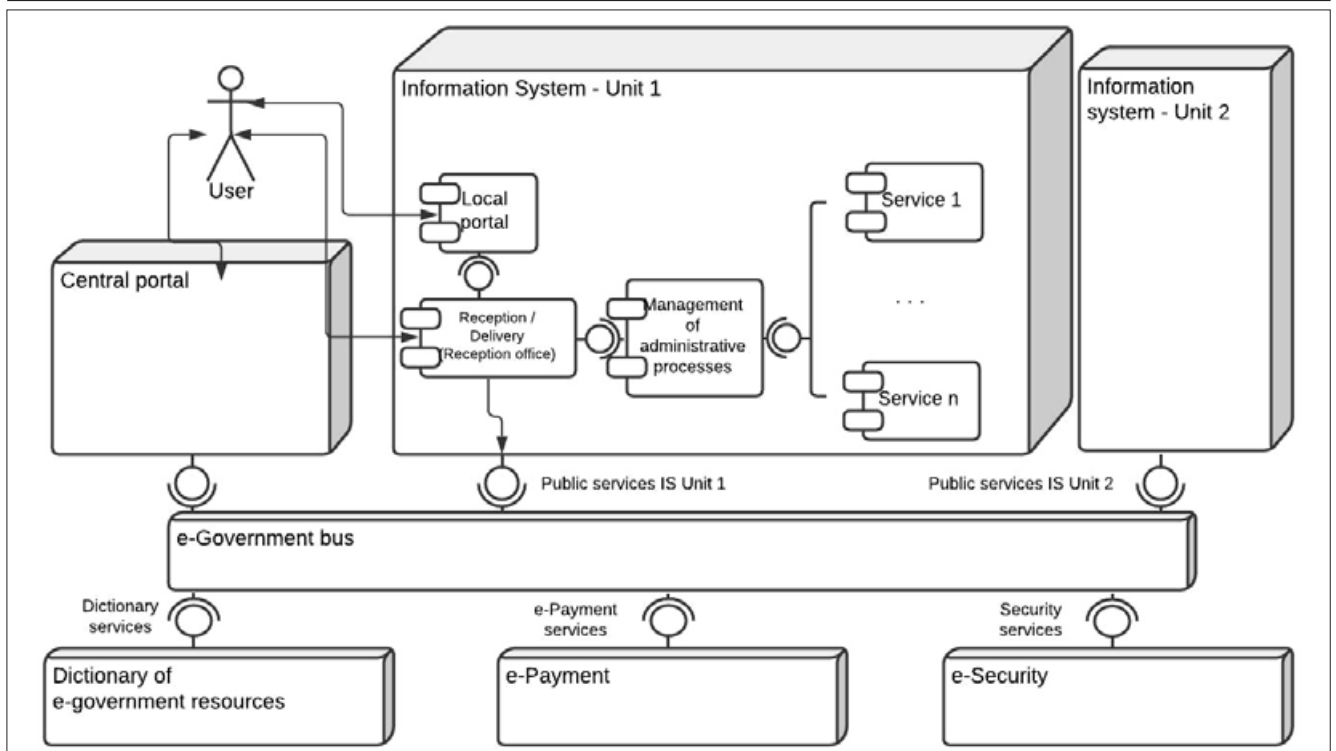 Information System - Unit 1
Information
system - Unit 2
User
Local
portal
Service 1
Central portal
Reception /
Delivery
(Reception office)
Management
of
administrative
processes
. . .
Service n
Public services IS Unit 1
Public services IS Unit 2
e-Government bus
Dictionary
services
e-Payment
services
Security
services
Dictionary of
e-government resources
e-Payment
e-Security